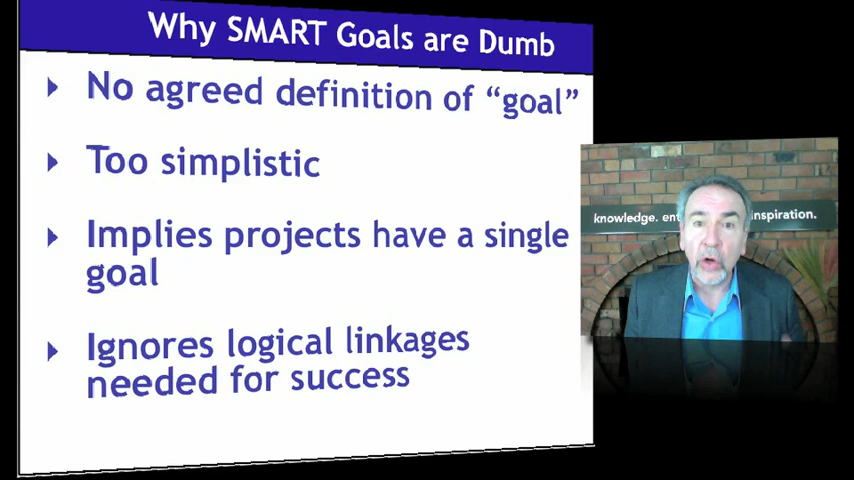 Why SMART Goals are Dumb
No agreed definition of “goal”
Too simplistic
Implies projects have a single
goal
Ignores logical linkages
needed for success
knowledge. inspiration.